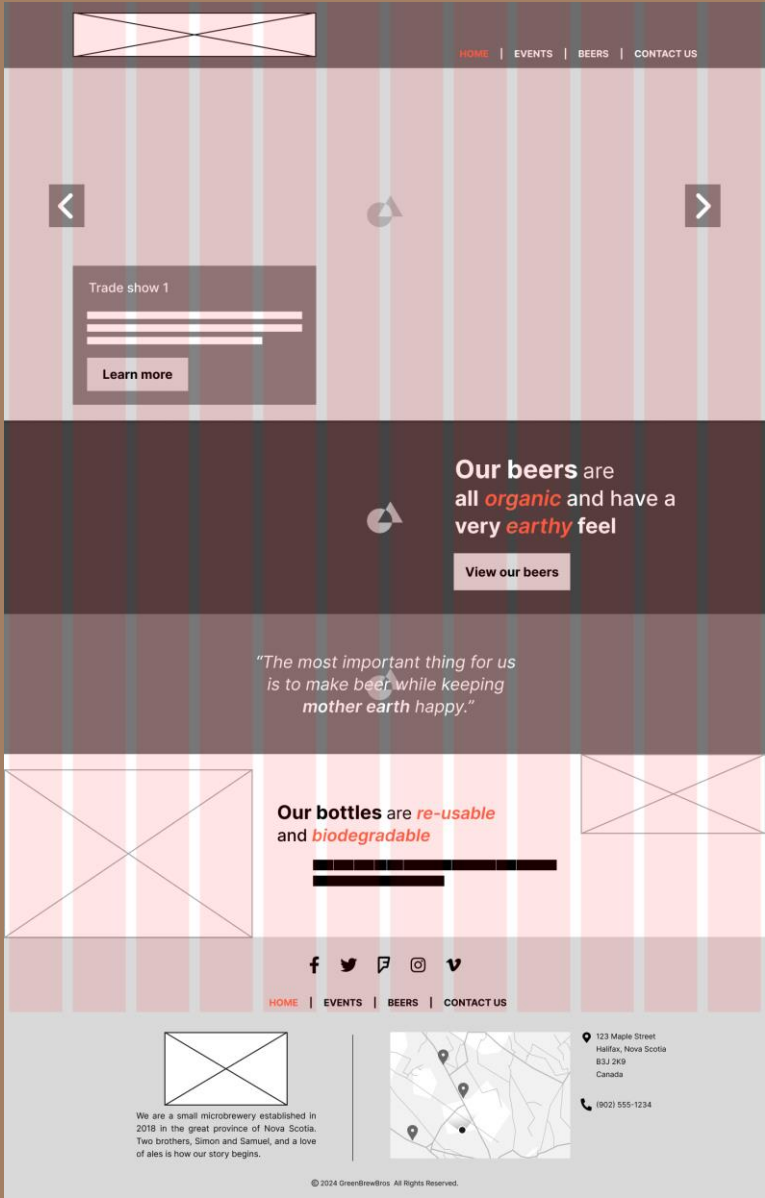 HOME | EVENTS | BEERS | CONTACT US
Trade show 1
Learn more
Our beers are
all organic and have a
very earthy feel
View our beers
“The most important thing for us
is to make beer while keeping
mother earth happy.”
Our bottles are re-usable
and biodegradable
HOME | EVENTS | BEERS | CONTACT US
We are a small microbrewery established in
2018 in the great province of Nova Scotia.
Two brothers, Simon and Samuel, and a love
of ales is how our story begins.
123 Maple Street
Halifax, Nova Scotia
B3J 2K9
Canada
(902) 555-1234
© 2024 GreenBrewBros All Rights Reserved.